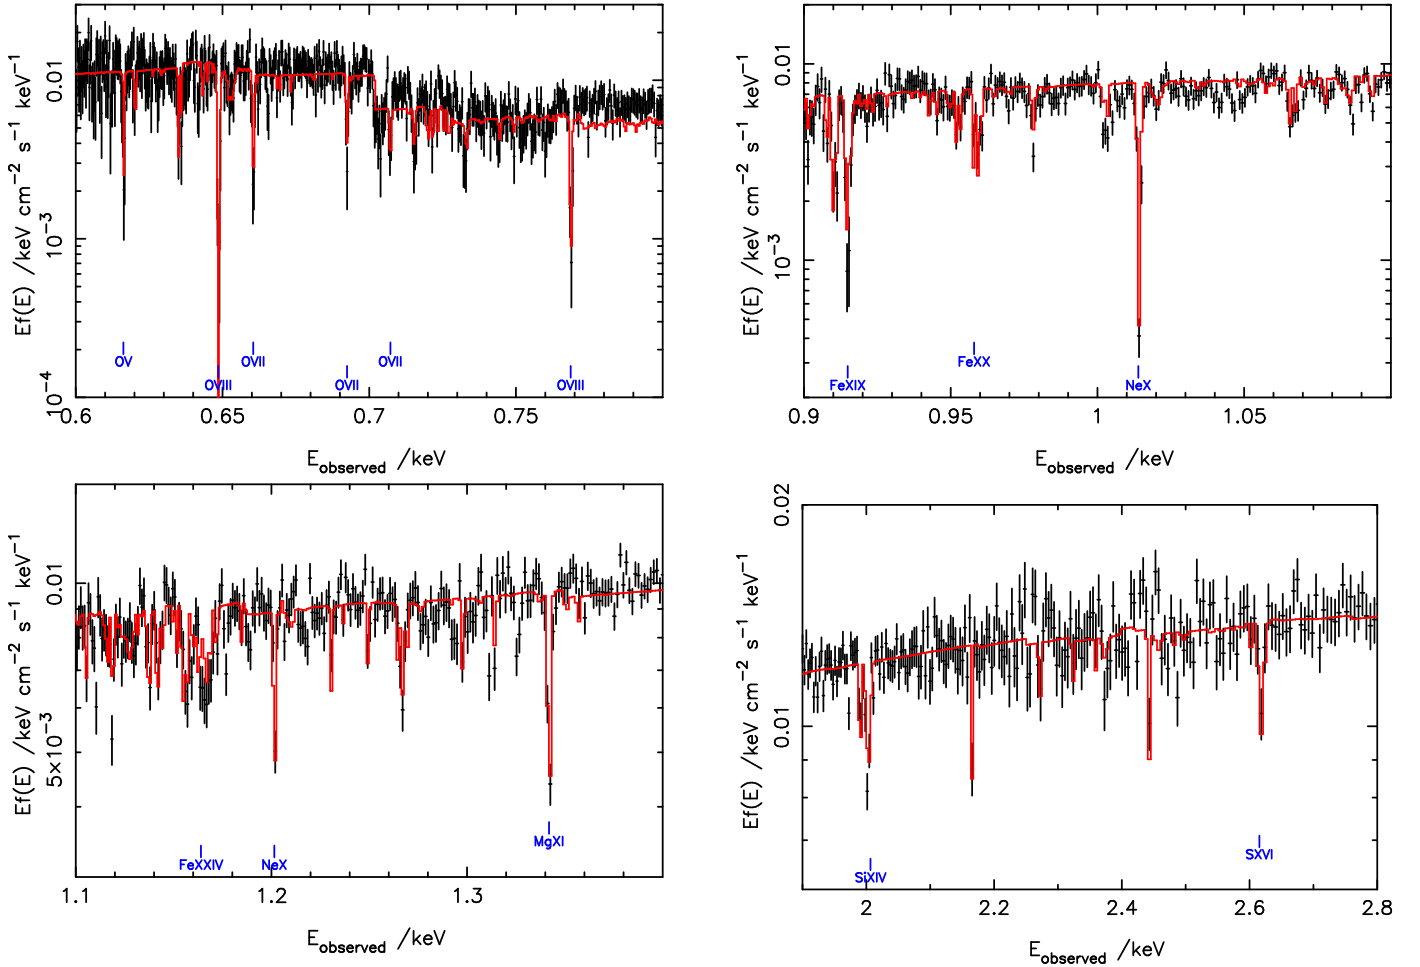 Ef(E) /keV cm−2 s−1 keV−1
0.01
10−3
10−4
OV
OVIII
OVII
OVII
OVII
OVIII
0.6
0.65
0.7
0.75
Eobserved /keV
Ef(E) /keV cm−2 s−1 keV−1
0.01
10−3
FeXIX
FeXX
NeX
0.9
0.95
1
1.05
Eobserved /keV
Ef(E) /keV cm−2 s−1 keV−1
0.01
5×10−3
FeXXIV
NeX
MgXI
1.1
1.2
1.3
Eobserved /keV
Ef(E) /keV cm−2 s−1 keV−1
0.02
0.01
SiXIV
SXVI
2
2.2
2.4
2.6
2.8
Eobserved /keV